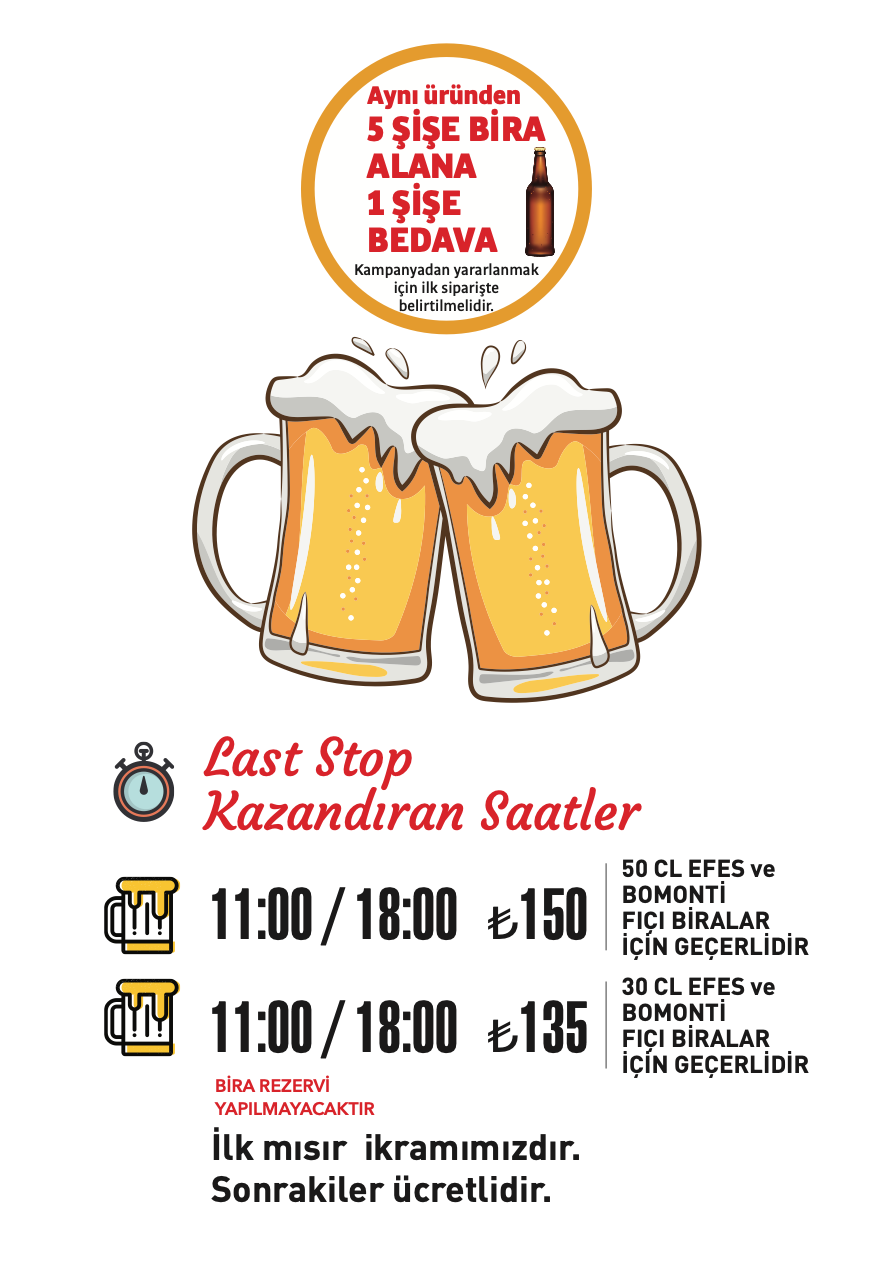 Aynı üründen
5 ŞİŞE BİRA
ALANA
1 ŞİŞE
BEDAVA
Kampanyadan yararlanmak
için ilk siparişte
belirtilmelidir.
Last Stop
Kazandıran Saatler
11:00 / 18:00 ₺150
50 CL EFES ve
BOMONTİ
FIÇI BİRALAR
İÇİN GEÇERLİDİR
11:00 / 18:00 ₺135
30 CL EFES ve
BOMONTİ
FIÇI BİRALAR
İÇİN GEÇERLİDİR
BİRA REZERVİ
YAPILMAYACAKTIR
İlk mısır ikramımızdır.
Sonrakiler ücretlidir.